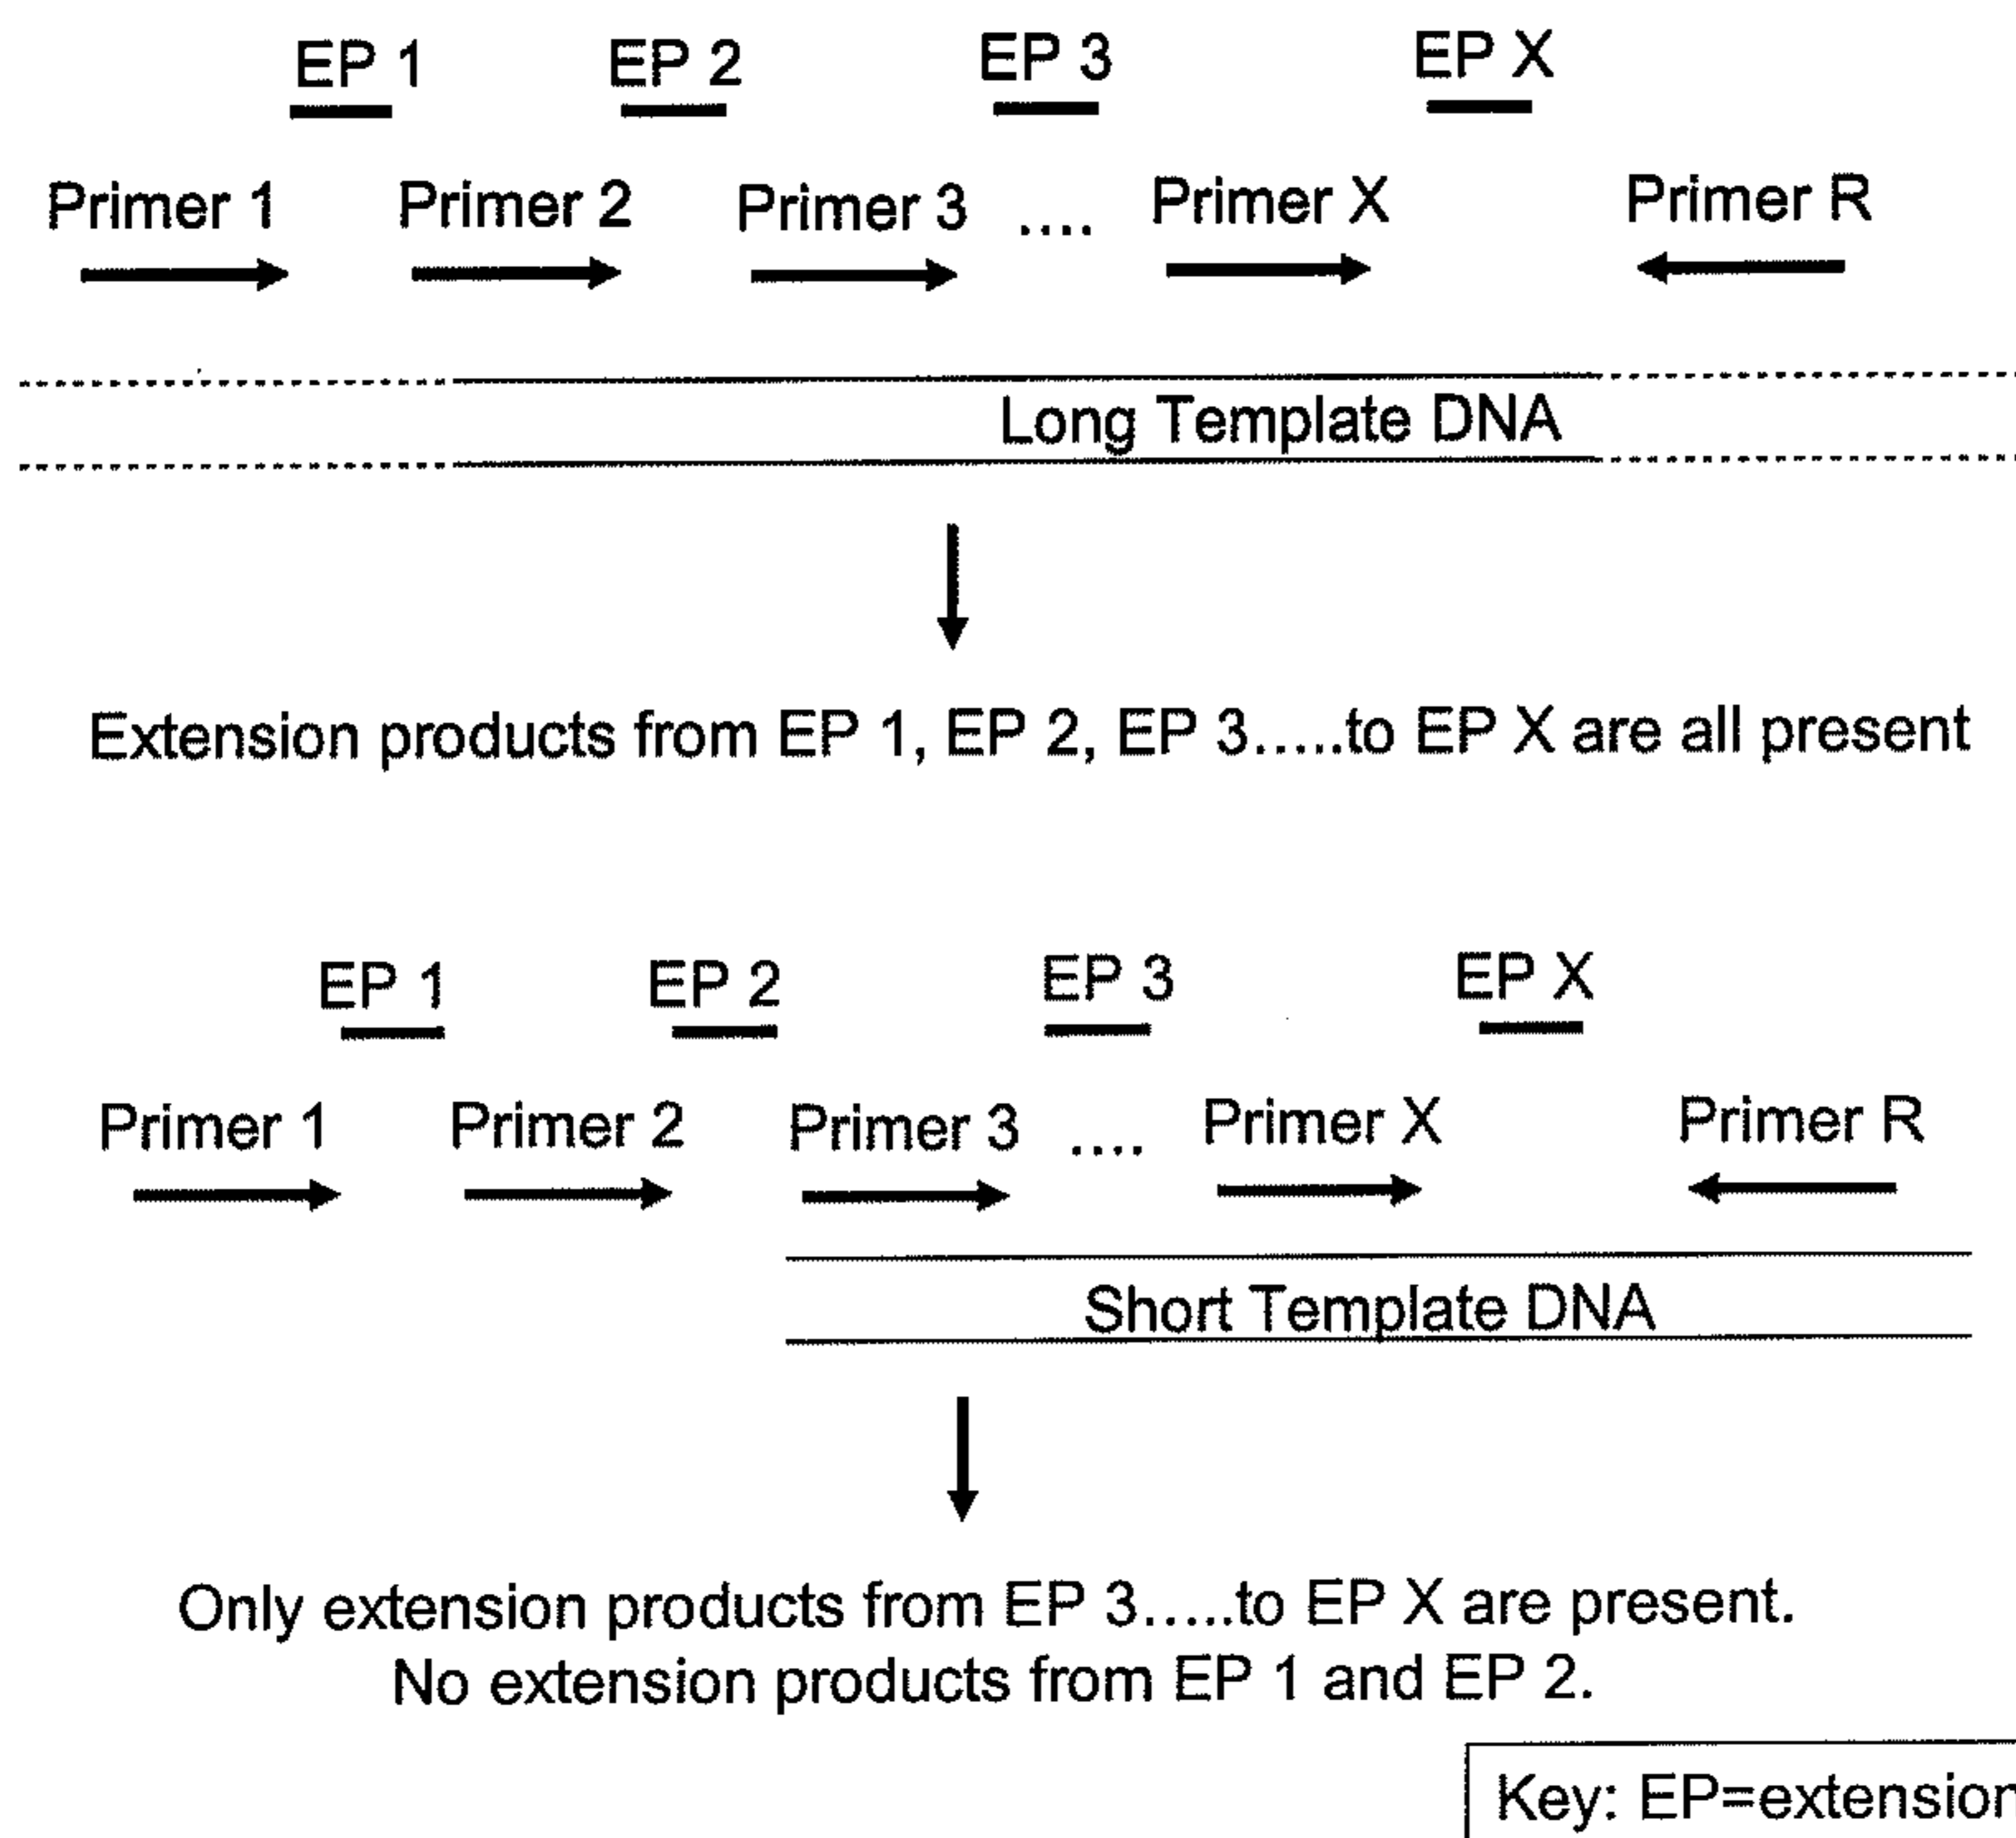 EP 1 EP 2 EP 3 EP X
Primer 1 Primer 2 Primer 3 .... Primer X Primer R
Long Template DNA
Extension products from EP 1, EP 2, EP 3.....to EP X are all present
EP 1 EP 2 EP 3 EP X
Primer 1 Primer 2 Primer 3 .... Primer X Primer R
Short Template DNA
Only extension products from EP 3.....to EP X are present.
No extension products from EP 1 and EP 2.
Key: EP=extension